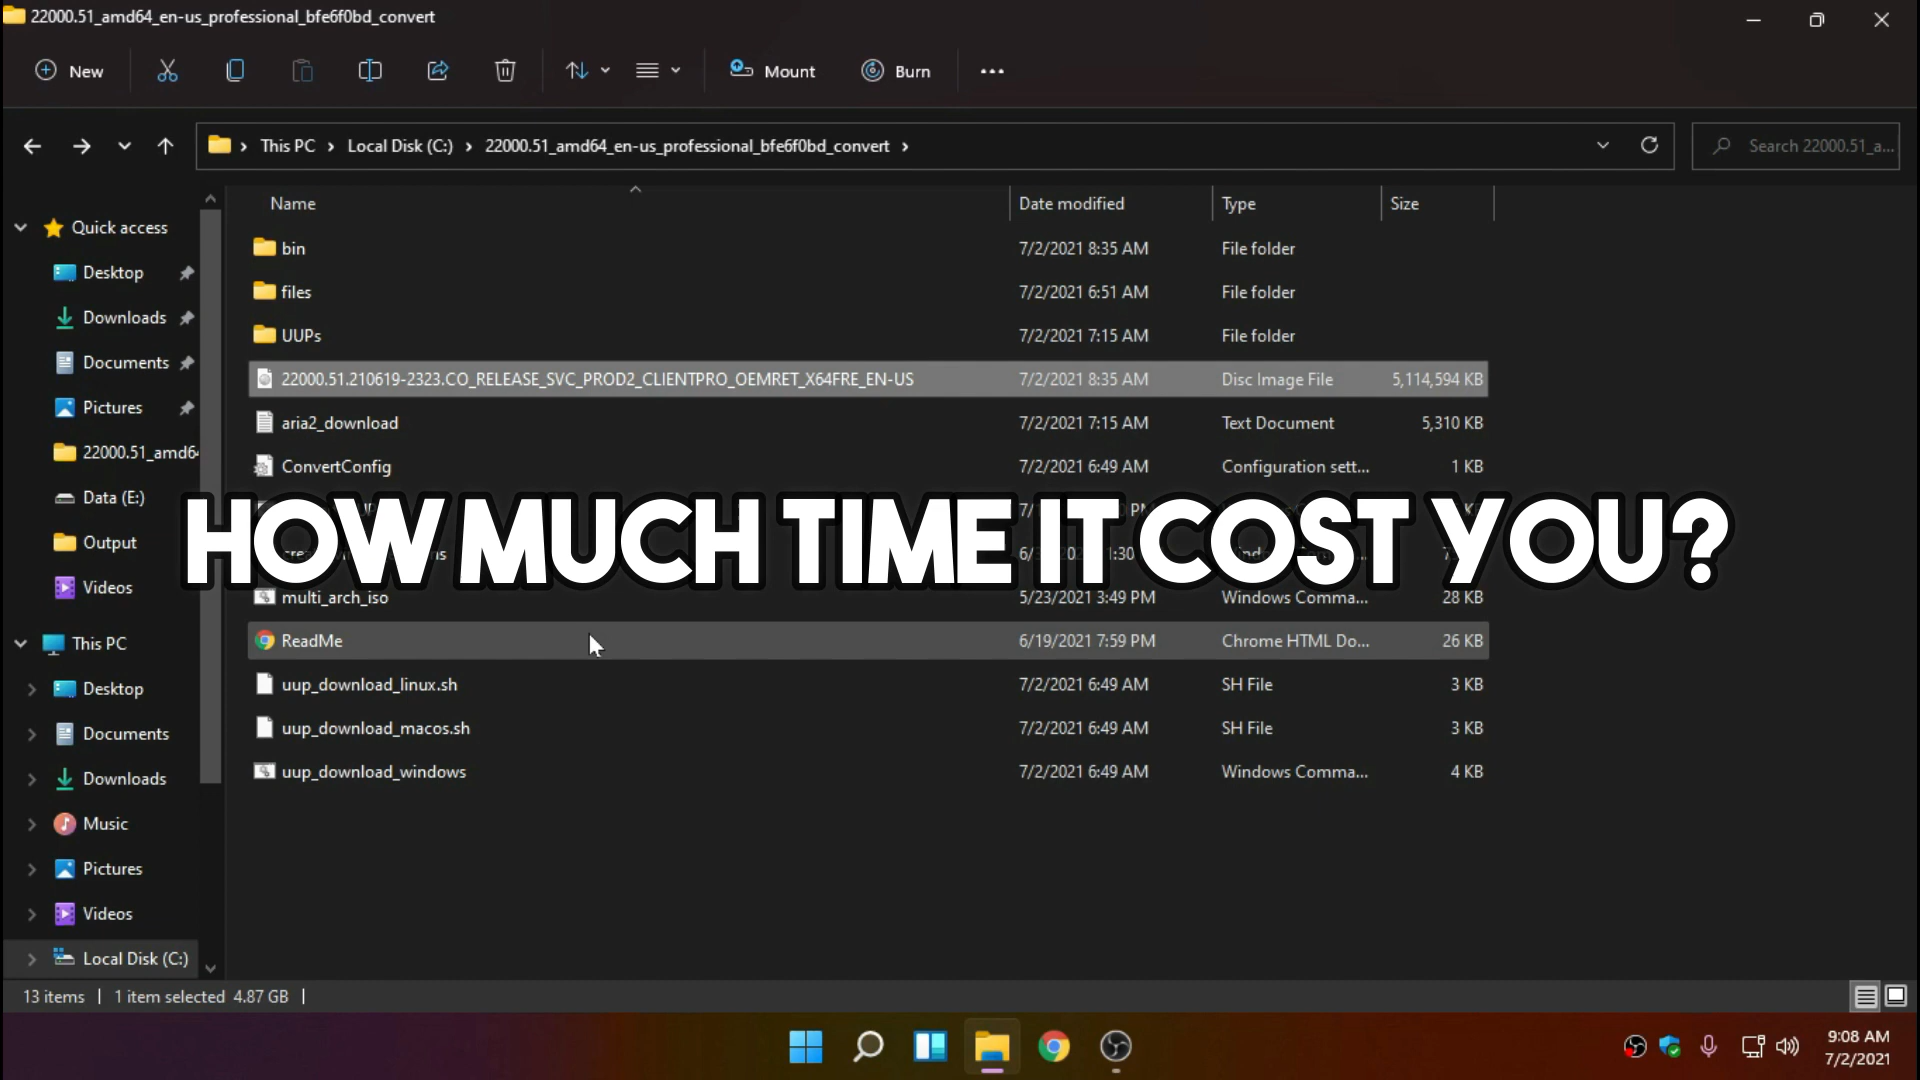 22000.51_amd64_en-us_professional_bfe6f0bd_convert
New
Mount
Burn
This PC
Local Disk (C:)
22000.51_amd64_en-us_professional_bfe6f0bd_convert
Search 22000.51_a...
Name
Date modified
Type
Size
Quick access
Desktop
Downloads
Documents
Pictures
22000.51_amd6
Data (E:)
Output
Videos
This PC
Desktop
Documents
Downloads
Music
Pictures
Videos
Local Disk (C:)
bin 7/2/2021 8:35 AM File folder
files 7/2/2021 6:51 AM File folder
UUPs 7/2/2021 7:15 AM File folder
22000.51.210619-2323.CO_RELEASE_SVC_PROD2_CLIENTPRO_OEMRET_X64FRE_EN-US 7/2/2021 8:35 AM Disc Image File 5,114,594 KB
aria2_download 7/2/2021 7:15 AM Text Document 5,310 KB
ConvertConfig 7/2/2021 6:49 AM Configuration sett... 1 KB
HOW MUCH TIME IT COST YOU?
multi_arch_iso 5/23/2021 3:49 PM Windows Comma... 28 KB
ReadMe 6/19/2021 7:59 PM Chrome HTML Do... 26 KB
uup_download_linux.sh 7/2/2021 6:49 AM SH File 3 KB
uup_download_macos.sh 7/2/2021 6:49 AM SH File 3 KB
uup_download_windows 7/2/2021 6:49 AM Windows Comma... 4 KB
13 items
1 item selected 4.87 GB
9:08 AM
7/2/2021